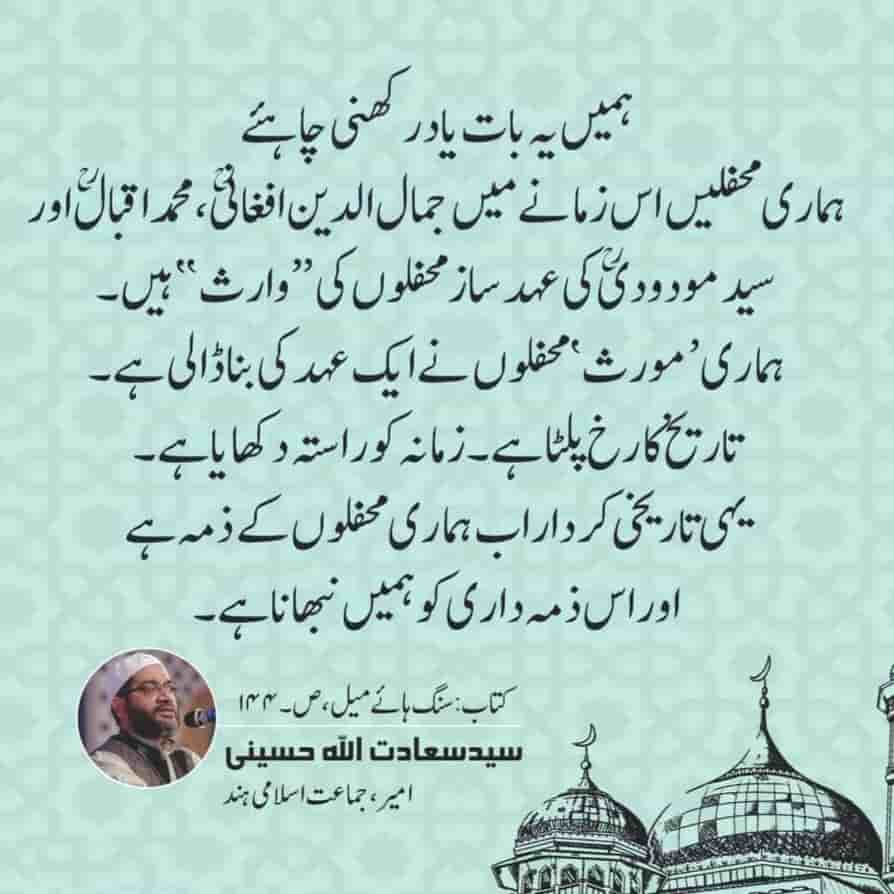 ہمیں یہ بات یاد رکھنی چاہئے
ہماری محفلیں اس زمانے میں جمال الدین افغانیؒ، محمد اقبالؒ اور
سید مودودیؒ کی عہد ساز محفلوں کی ”وارث“ ہیں۔
ہماری ’مورث‘ محفلوں نے ایک عہد کی بنا ڈالی ہے۔
تاریخ کا رخ پلٹا ہے۔ زمانہ کو راستہ دکھایا ہے۔
یہی تاریخی کردار اب ہماری محفلوں کے ذمہ ہے
اور اس ذمہ داری کو ہمیں نبھانا ہے۔
کتاب: سنگ ہائے میل، ص۔ ۱۴۴
سید سعادت اللہ حسینی
امیر، جماعت اسلامی ہند